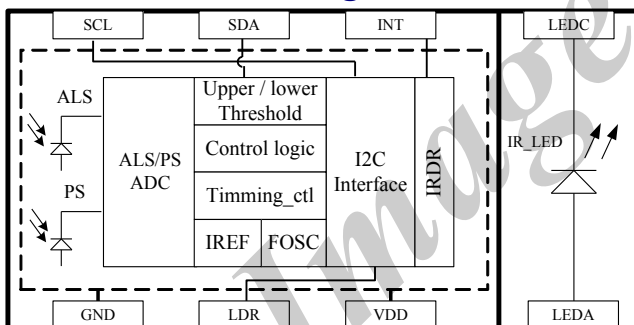 SCL SDA INT LEDC
ALS
PS
ALS/PS
ADC
Upper / lower
Threshold
Control logic
Timming_ctl
IREF FOSC
I2C
Interface
IRDR
IR_LED
GND LDR VDD LEDA
Image